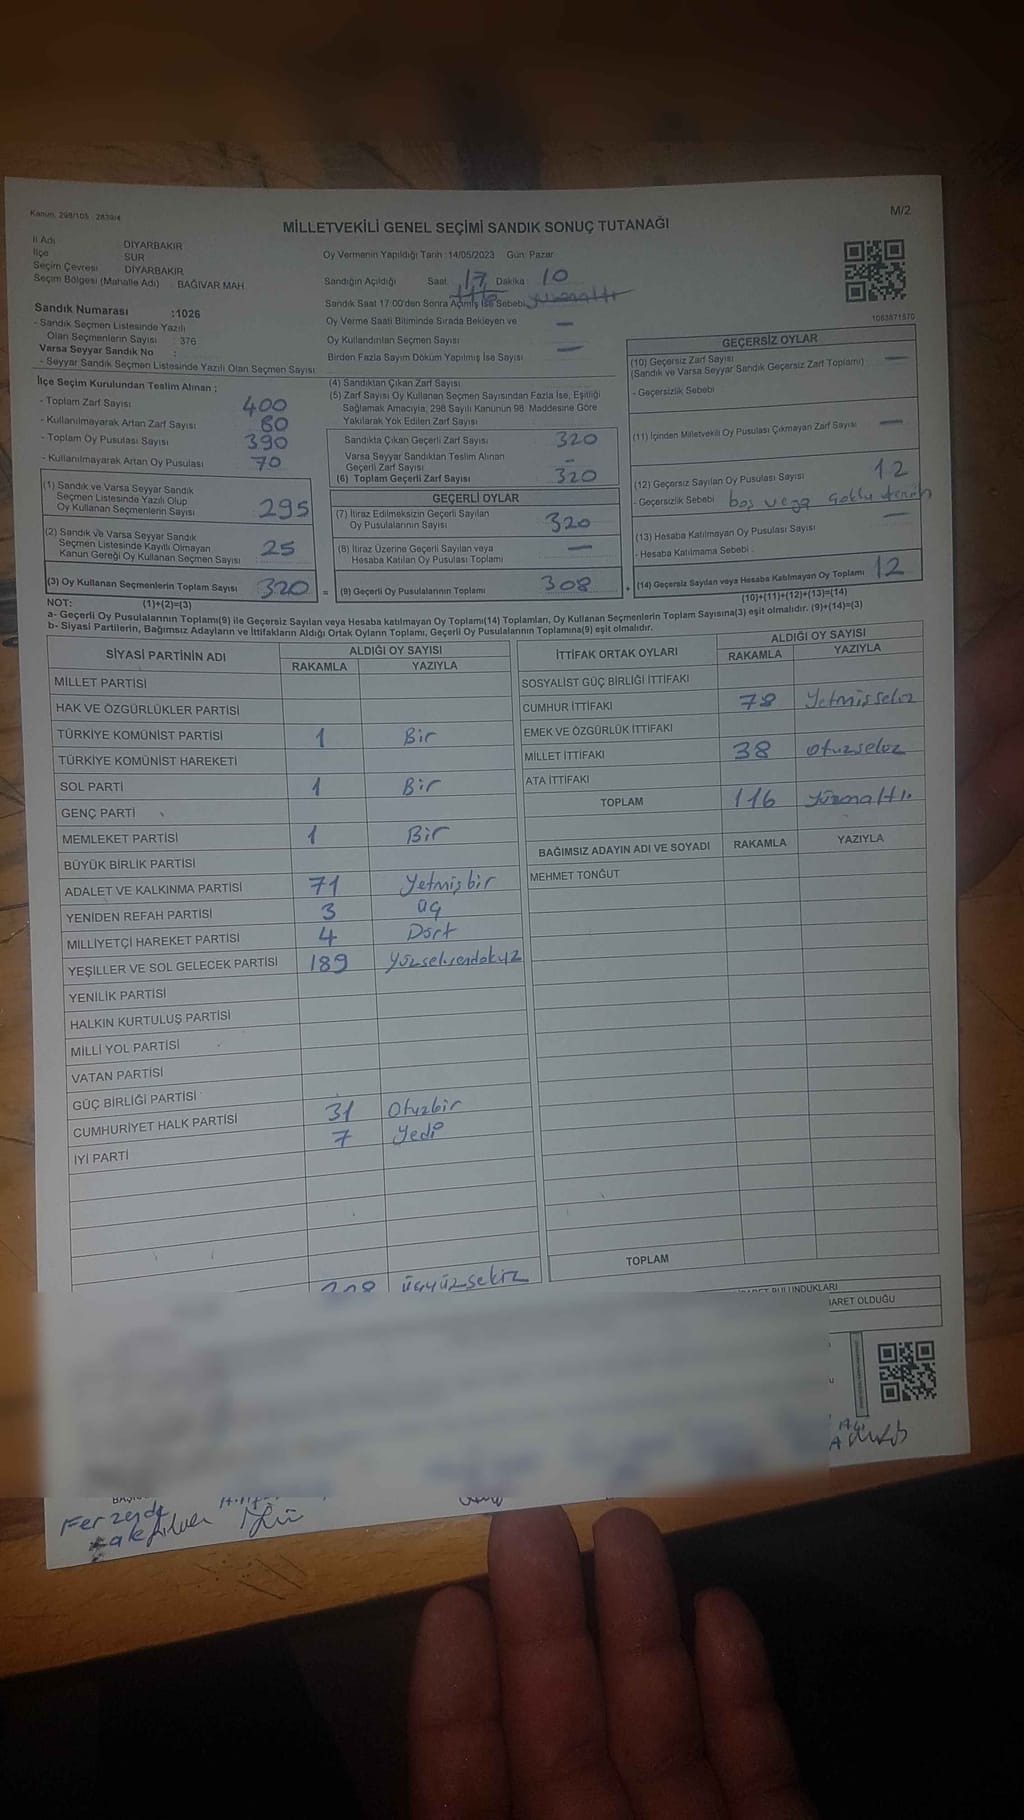 Kanun: 298/105 2839/4
M/2
MİLLETVEKİLİ GENEL SEÇİMİ SANDIK SONUÇ TUTANAĞI
İl Adı DİYARBAKIR
İlçe SUR
Seçim Çevresi DİYARBAKIR
Seçim Bölgesi (Mahalle Adı) : BAĞIVAR MAH.
Oy Vermenin Yapıldığı Tarih : 14/05/2023 Gün: Pazar
Sandığın Açıldığı Saat: 17 Dakika : 10
Sandık Saat 17:00'den Sonra Açılmış İse Sebebi
Oy Verme Saati Bitiminde Sırada Bekleyen ve
Oy Kullandırılan Seçmen Sayısı —
Birden Fazla Sayım Döküm Yapılmış İse Sayısı —
1063871570
Sandık Numarası :1026
- Sandık Seçmen Listesinde Yazılı
Olan Seçmenlerin Sayısı : 376
Varsa Seyyar Sandık No :
- Seyyar Sandık Seçmen Listesinde Yazılı Olan Seçmen Sayısı:
İlçe Seçim Kurulundan Teslim Alınan :
- Toplam Zarf Sayısı 400
- Kullanılmayarak Artan Zarf Sayısı 80
- Toplam Oy Pusulası Sayısı 390
- Kullanılmayarak Artan Oy Pusulası 70
(1) Sandık ve Varsa Seyyar Sandık
Seçmen Listesinde Yazılı Olup
Oy Kullanan Seçmenlerin Sayısı 295
(2) Sandık ve Varsa Seyyar Sandık
Seçmen Listesinde Kayıtlı Olmayan
Kanun Gereği Oy Kullanan Seçmen Sayısı 25
(3) Oy Kullanan Seçmenlerin Toplam Sayısı 320
(1)+(2)=(3)
(4) Sandıktan Çıkan Zarf Sayısı
(5) Zarf Sayısı Oy Kullanan Seçmen Sayısından Fazla İse, Eşitliği
Sağlamak Amacıyla, 298 Sayılı Kanunun 98. Maddesine Göre
Yakılarak Yok Edilen Zarf Sayısı
Sandıkta Çıkan Geçerli Zarf Sayısı 320
Varsa Seyyar Sandıktan Teslim Alınan
Geçerli Zarf Sayısı –
(6) Toplam Geçerli Zarf Sayısı 320
GEÇERLİ OYLAR
(7) İtiraz Edilmeksizin Geçerli Sayılan
Oy Pusulalarının Sayısı 320
(8) İtiraz Üzerine Geçerli Sayılan veya
Hesaba Katılan Oy Pusulası Toplamı —
= (9) Geçerli Oy Pusulalarının Toplamı 308 +
GEÇERSİZ OYLAR
(10) Geçersiz Zarf Sayısı —
(Sandık ve Varsa Seyyar Sandık Geçersiz Zarf Toplamı)
- Geçersizlik Sebebi
(11) İçinden Milletvekili Oy Pusulası Çıkmayan Zarf Sayısı —
(12) Geçersiz Sayılan Oy Pusulası Sayısı 12
- Geçersizlik Sebebi boş veya çoklu tercih
(13) Hesaba Katılmayan Oy Pusulası Sayısı —
- Hesaba Katılmama Sebebi :
(14) Geçersiz Sayılan veya Hesaba Katılmayan Oy Toplamı 12
(10)+(11)+(12)+(13)=(14)
NOT:
a- Geçerli Oy Pusulalarının Toplamı(9) ile Geçersiz Sayılan veya Hesaba katılmayan Oy Toplamı(14) Toplamları, Oy Kullanan Seçmenlerin Toplam Sayısına(3) eşit olmalıdır. (9)+(14)=(3)
b- Siyasi Partilerin, Bağımsız Adayların ve İttifakların Aldığı Ortak Oyların Toplamı, Geçerli Oy Pusulalarının Toplamına(9) eşit olmalıdır.
SİYASİ PARTİNİN ADI ALDIĞI OY SAYISI
RAKAMLA YAZIYLA
MİLLET PARTİSİ
HAK VE ÖZGÜRLÜKLER PARTİSİ
TÜRKİYE KOMÜNİST PARTİSİ 1 Bir
TÜRKİYE KOMÜNİST HAREKETİ
SOL PARTİ 1 Bir
GENÇ PARTİ
MEMLEKET PARTİSİ 1 Bir
BÜYÜK BİRLİK PARTİSİ
ADALET VE KALKINMA PARTİSİ 71 Yetmişbir
YENİDEN REFAH PARTİSİ 3 üç
MİLLİYETÇİ HAREKET PARTİSİ 4 Dört
YEŞİLLER VE SOL GELECEK PARTİSİ 189 yüzseksendokuz
YENİLİK PARTİSİ
HALKIN KURTULUŞ PARTİSİ
MİLLİ YOL PARTİSİ
VATAN PARTİSİ
GÜÇ BİRLİĞİ PARTİSİ
CUMHURİYET HALK PARTİSİ 31 Otuzbir
İYİ PARTİ 7 Yedi
308 üçyüzsekiz
İTTİFAK ORTAK OYLARI ALDIĞI OY SAYISI
RAKAMLA YAZIYLA
SOSYALİST GÜÇ BİRLİĞİ İTTİFAKI
CUMHUR İTTİFAKI 78 Yetmişsekiz
EMEK VE ÖZGÜRLÜK İTTİFAKI
MİLLET İTTİFAKI 38 otuzsekiz
ATA İTTİFAKI
TOPLAM 116 yüzonaltı
BAĞIMSIZ ADAYIN ADI VE SOYADI RAKAMLA YAZIYLA
MEHMET TONĞUT
TOPLAM
BULUNDUKLARI
İŞARET OLDUĞU
Ferzende